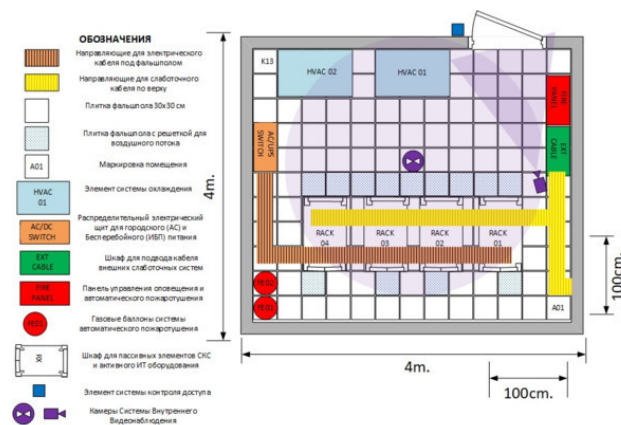 ОБОЗНАЧЕНИЯ
Направляющие для электрического
кабеля под фальшполом
Направляющие для слаботочного
кабеля по верху
Плитка фальшпола 30х30 см
Плитка фальшпола с решеткой для
воздушного потока
A01
Маркировка помещения
HVAC
01
Элемент системы охлаждения
AC/DC
SWITCH
Распределительный электрический
щит для городского (АС) и
Бесперебойного (ИБП) питания
EXT
CABLE
Шкаф для подвода кабеля
внешних слаботочных систем
FIRE
PANEL
Панель управления оповещения и
автоматического пожаротушения
FE01
Газовые баллоны системы
автоматического пожаротушения
XX
Шкаф для пассивных элементов СКС
и активного ИТ оборудования
Элемент системы контроля доступа
Камеры Системы Внутреннего
Видеонаблюдения
4м.
K13
HVAC 02
HVAC 01
FIRE
PANEL
AC/UPS
SWITCH
EXT
CABLE
RACK
04
RACK
03
RACK
02
RACK
01
FE02
FE01
A01
100cm.
4m.
100cm.